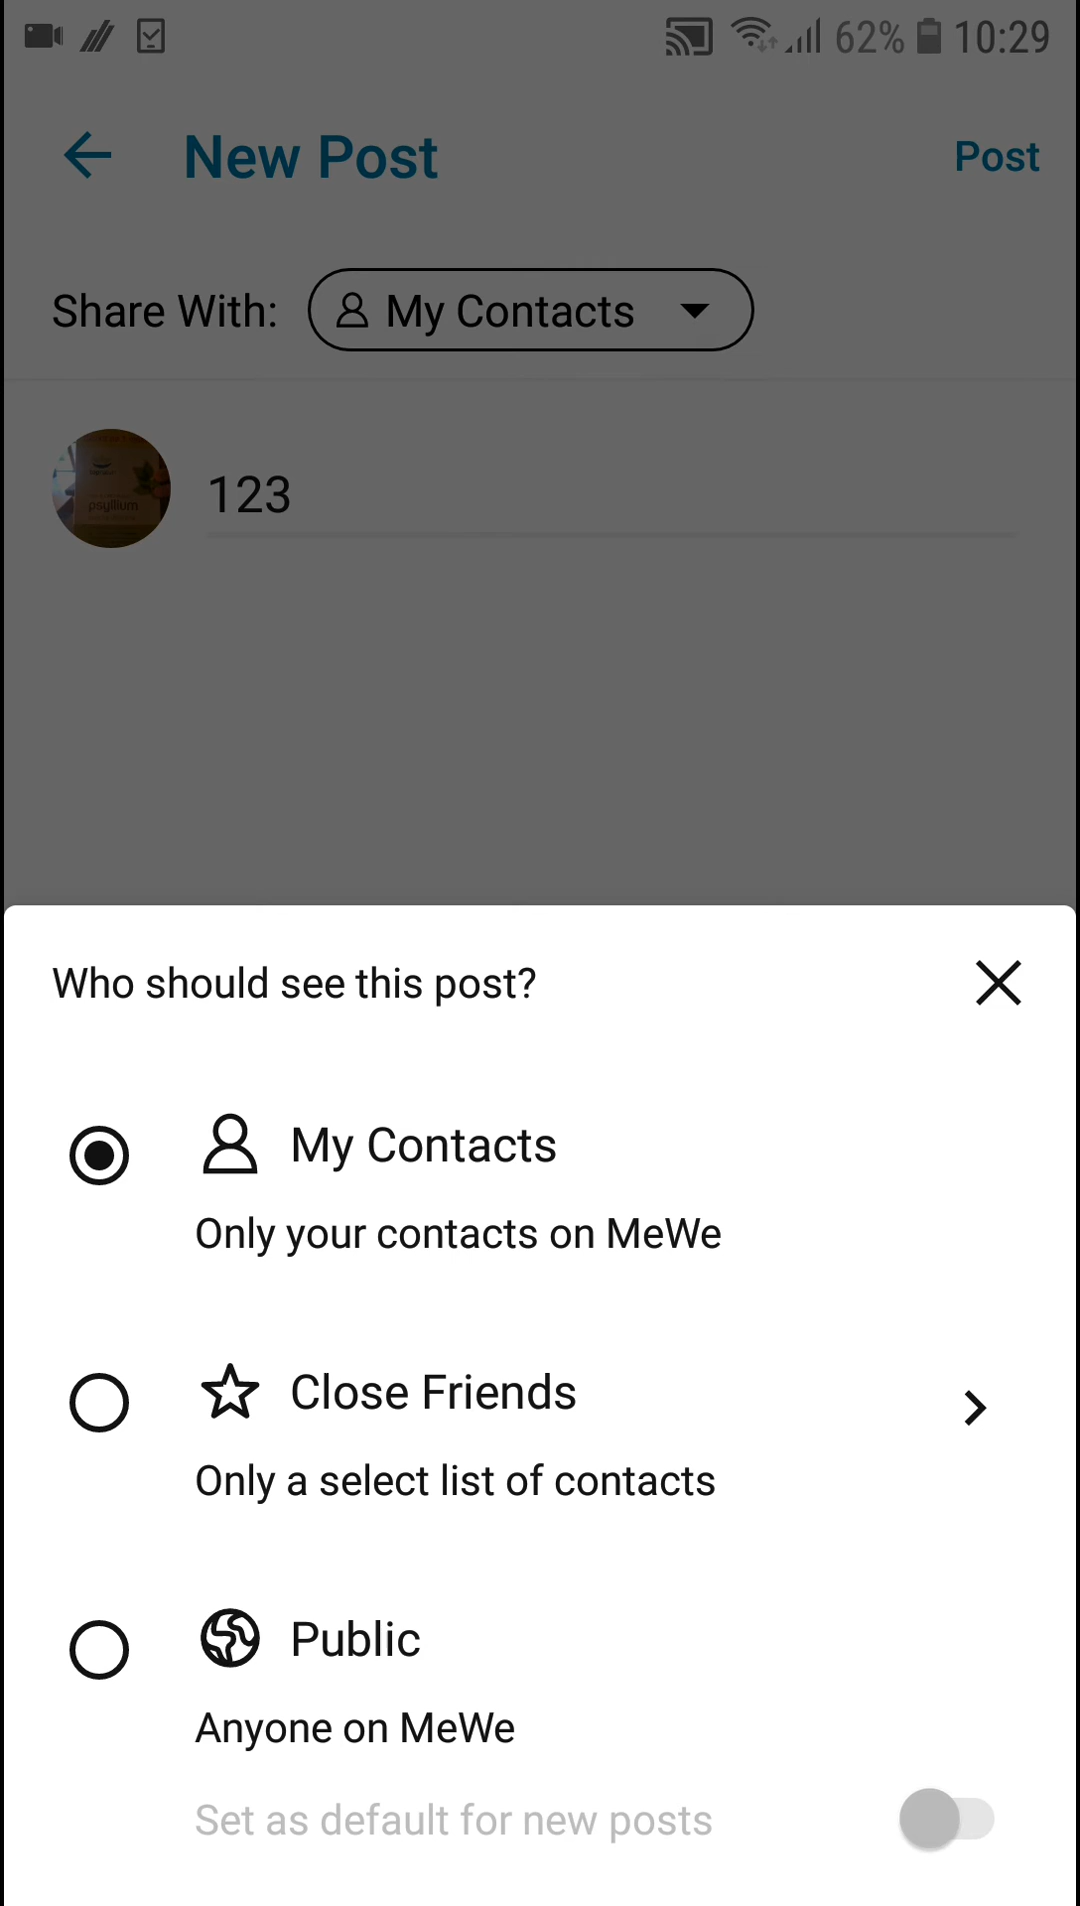 62% 10:29
New Post Post
Share With: My Contacts
psyllium
123
Who should see this post?
My Contacts
Only your contacts on MeWe
Close Friends
Only a select list of contacts
Public
Anyone on MeWe
Set as default for new posts